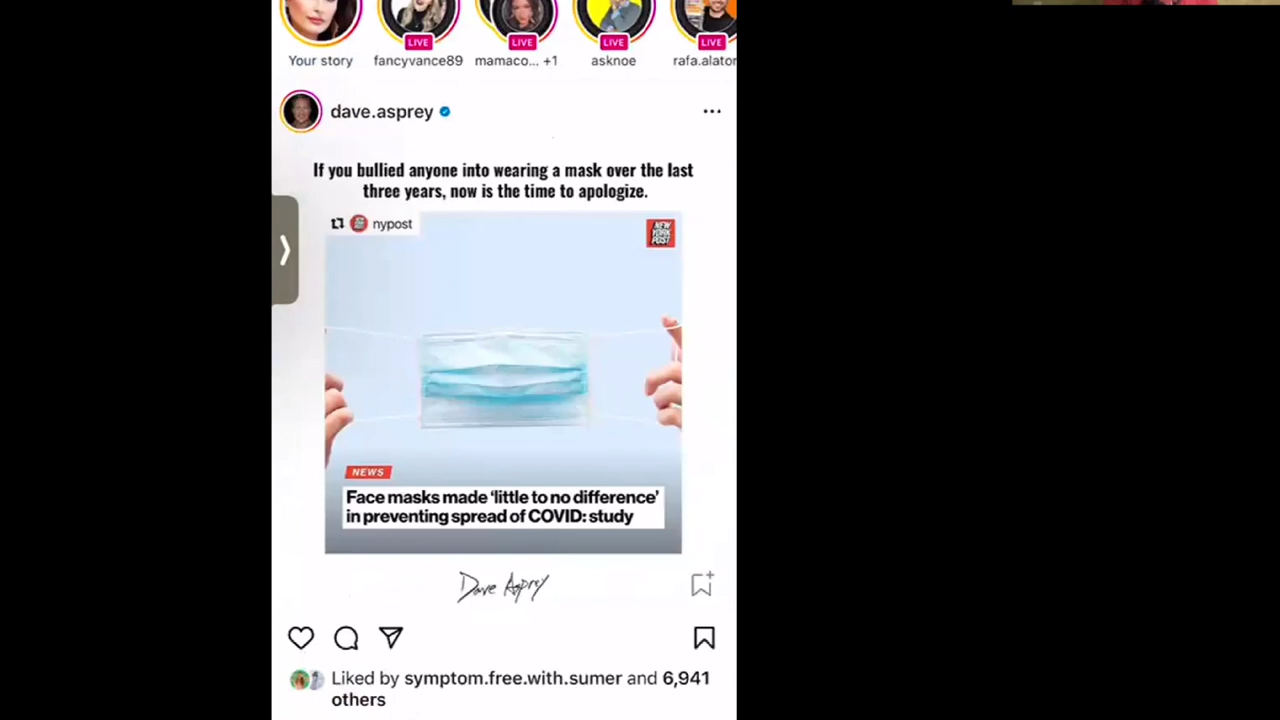 LIVE
LIVE
LIVE
LIVE
Your story
fancyvance89
mamaco... +1
asknoe
rafa.alator
dave.asprey
If you bullied anyone into wearing a mask over the last
three years, now is the time to apologize.
nypost
NEW YORK POST
NEWS
Face masks made 'little to no difference'
in preventing spread of COVID: study
Dave Asprey
Liked by symptom.free.with.sumer and 6,941
others